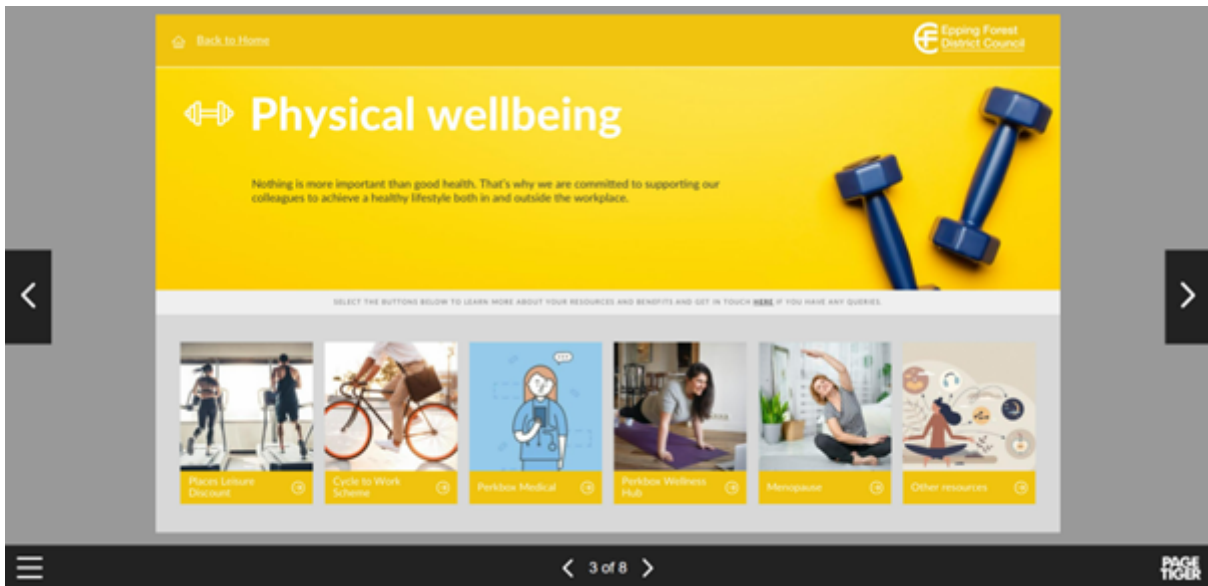 Back to Home
Epping Forest
District Council
Physical wellbeing
Nothing is more important than good health. That's why we are committed to supporting our
colleagues to achieve a healthy lifestyle both in and outside the workplace.
SELECT THE BUTTONS BELOW TO LEARN MORE ABOUT YOUR RESOURCES AND BENEFITS AND GET IN TOUCH HERE IF YOU HAVE ANY QUERIES.
Places Leisure
Discount
Cycle to Work
Scheme
Perkbox Medical
Perkbox Wellness
Hub
Menopause
Other resources
3 of 8
PAGE
TIGER